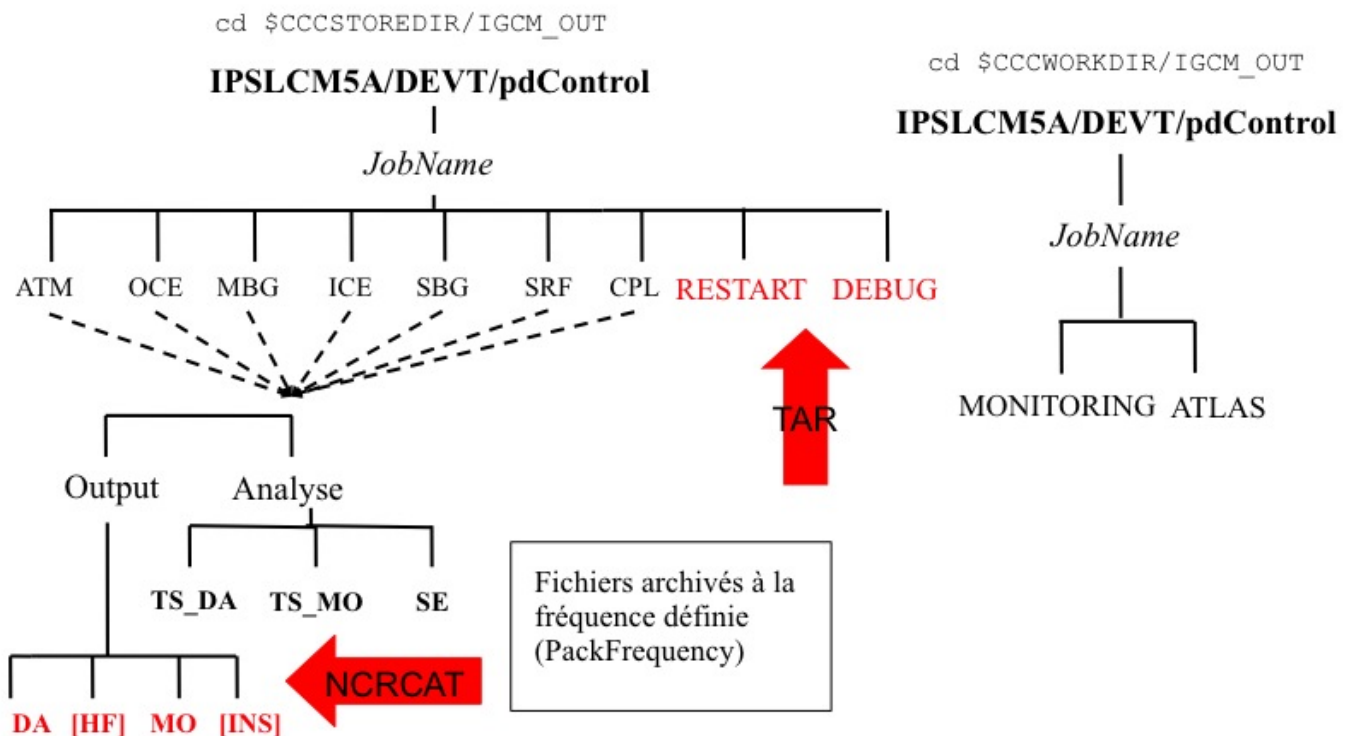 cd $CCCSTOREDIR/IGCM_OUT
IPSLCM5A/DEVT/pdControl
JobName
ATM OCE MBG ICE SBG SRF CPL RESTART DEBUG
TAR
Output Analyse
TS_DA TS_MO SE
Fichiers archivés à la
fréquence définie
(PackFrequency)
NCRCAT
DA [HF] MO [INS]
cd $CCCWORKDIR/IGCM_OUT
IPSLCM5A/DEVT/pdControl
JobName
MONITORING ATLAS